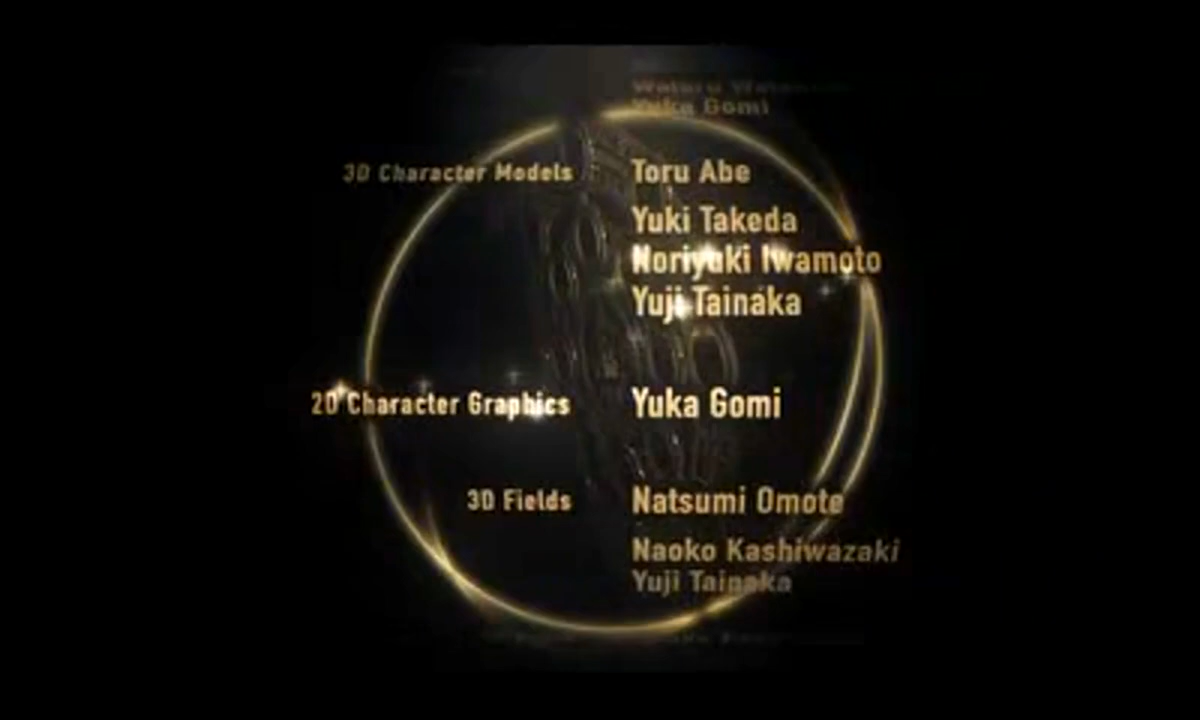 Yuka Gomi
3D Character Models Toru Abe
Yuki Takeda
Noriyuki Iwamoto
Yuji Tainaka
2D Character Graphics Yuka Gomi
3D Fields Natsumi Omote
Naoko Kashiwazaki
Yuji Tainaka